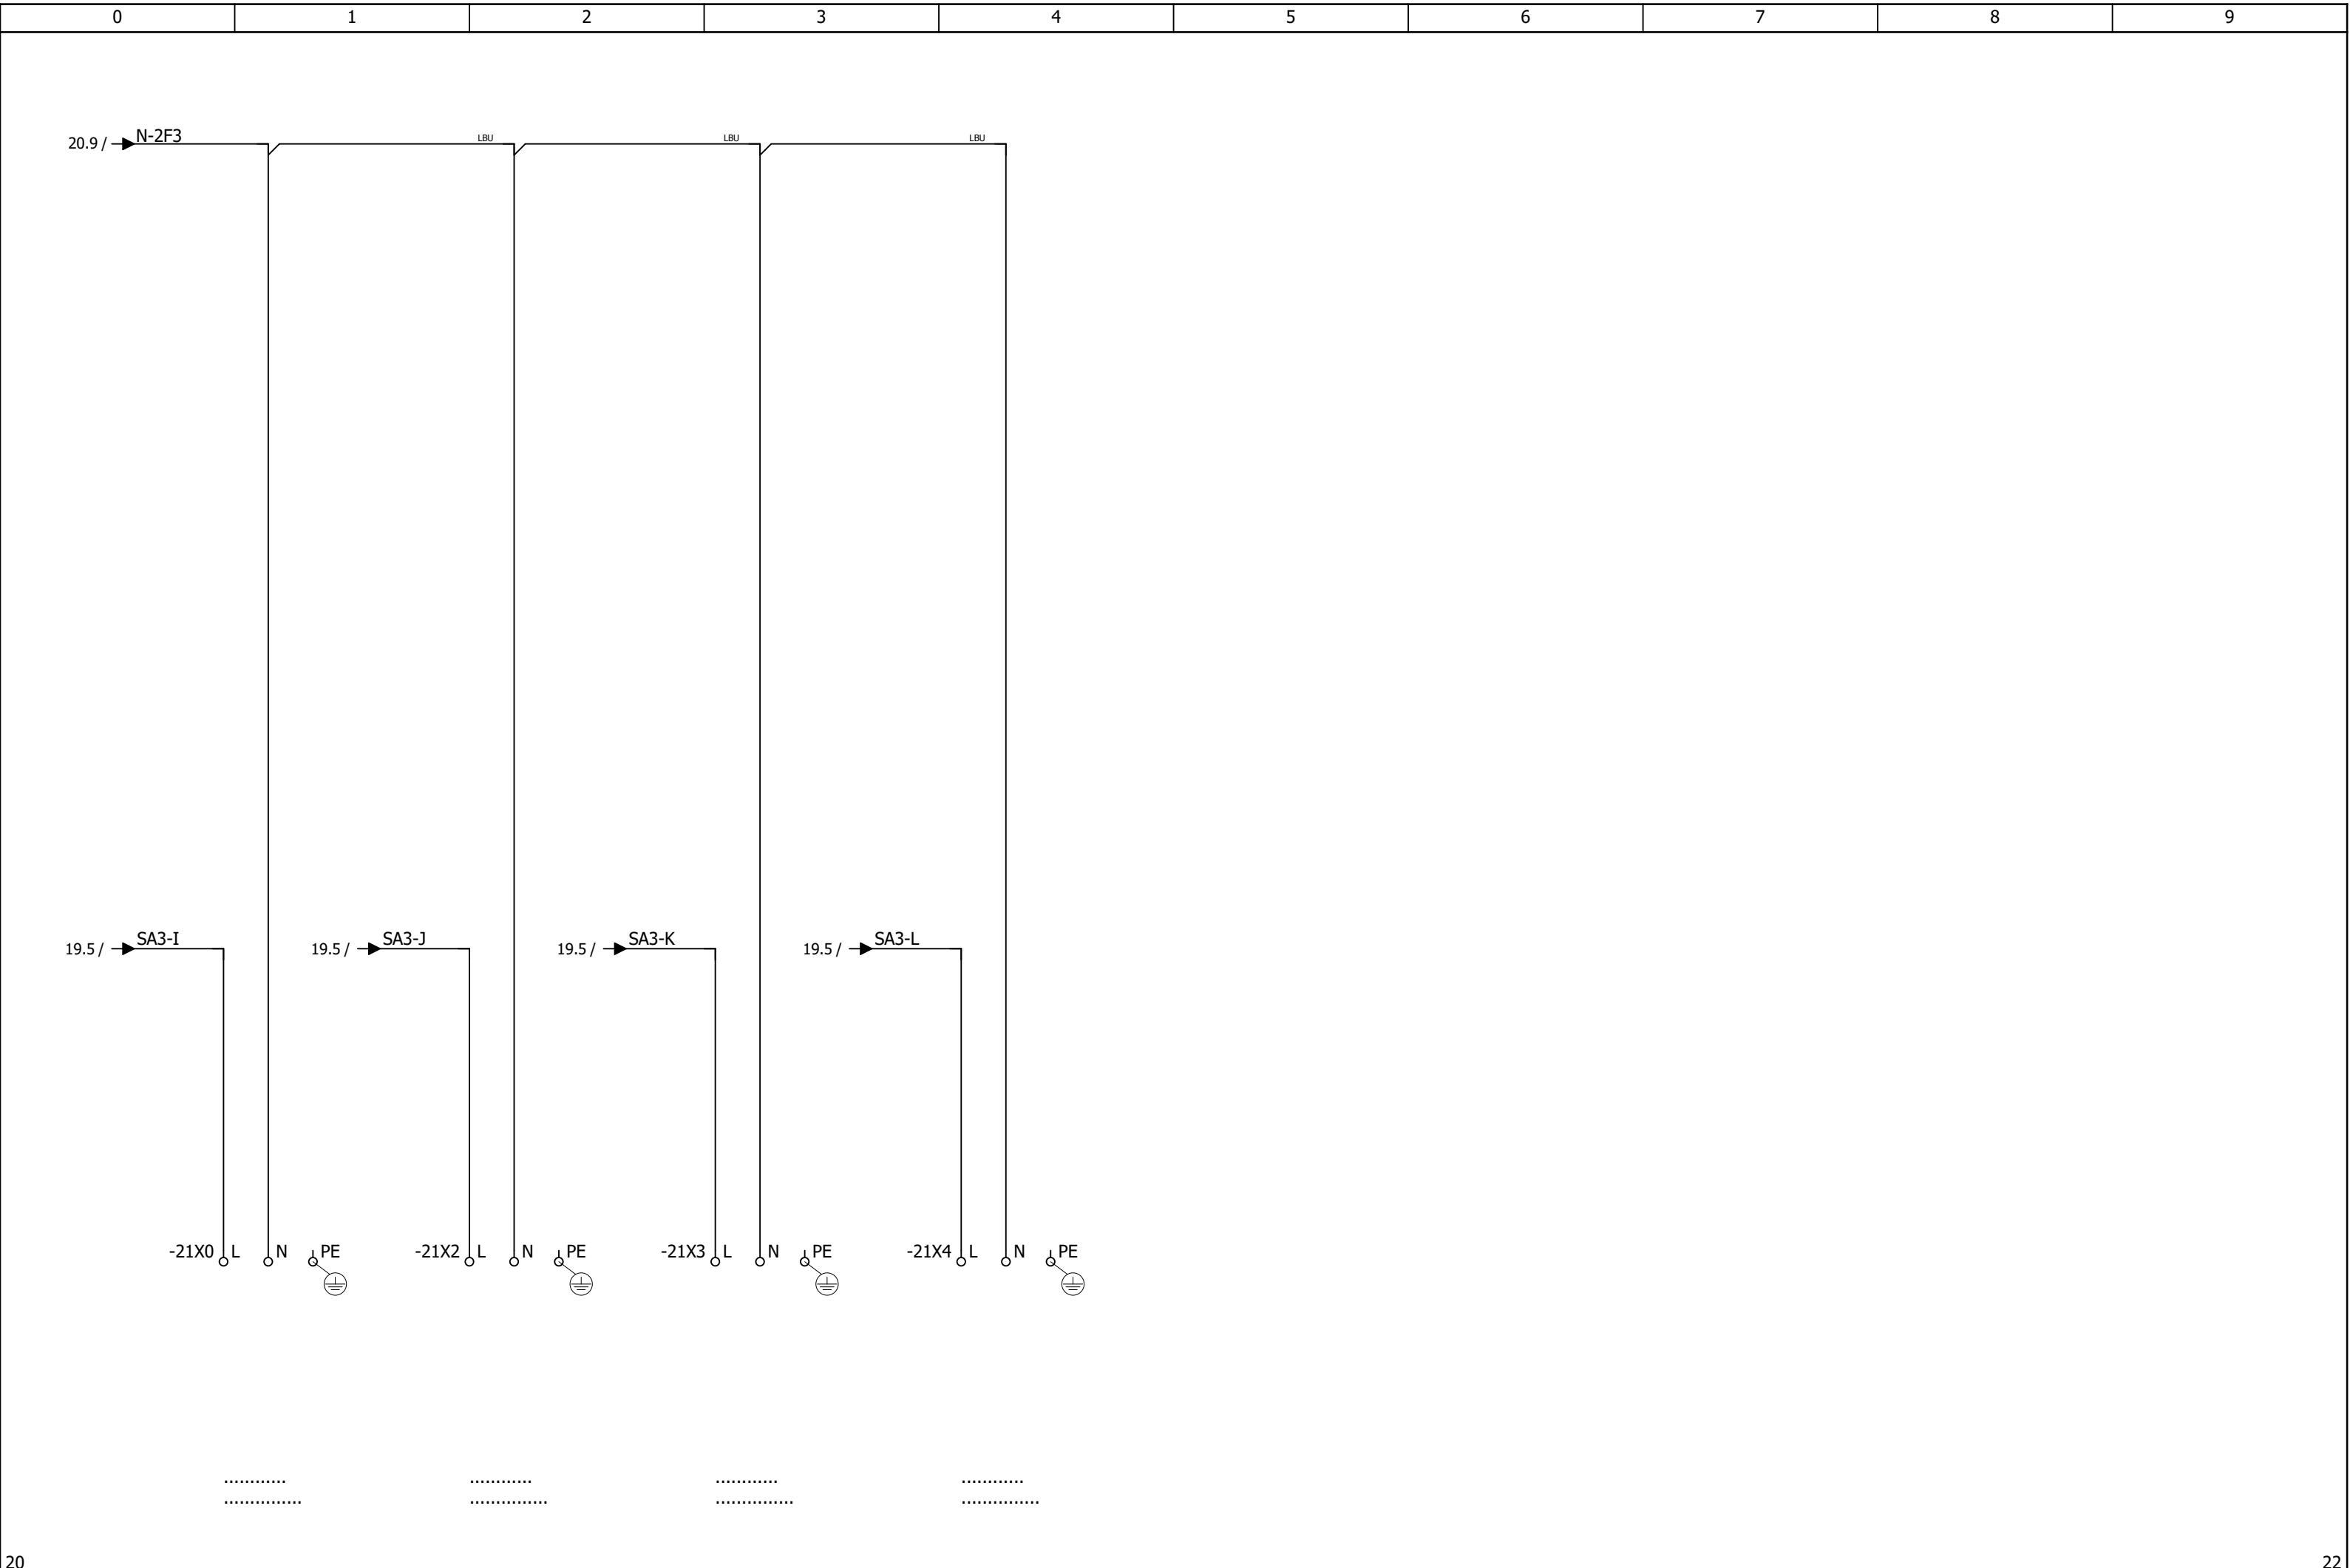 0 1 2 3 4 5 6 7 8 9
20.9 / N-2F3 LBU LBU LBU
19.5 / SA3-I 19.5 / SA3-J 19.5 / SA3-K 19.5 / SA3-L
-21X0 L N PE -21X2 L N PE -21X3 L N PE -21X4 L N PE
............ ............ ............ ............
............... ............... ............... ...............
20 22